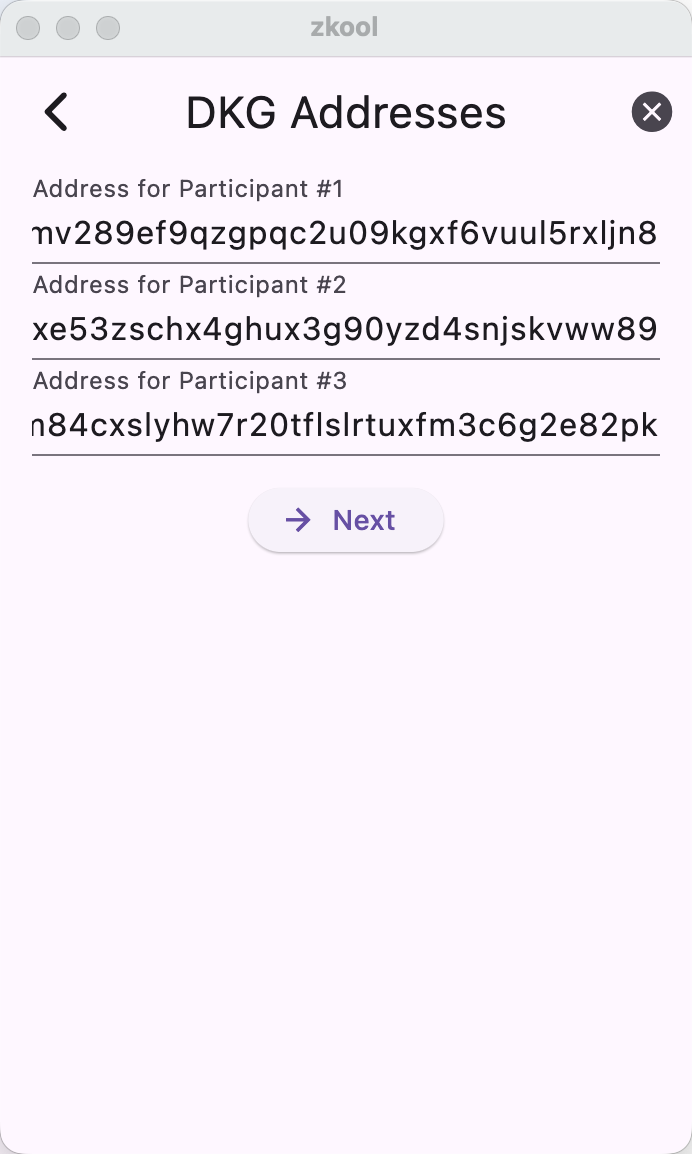 zkool
DKG Addresses
Address for Participant #1
mv289ef9qzgpqc2u09kgxf6vuul5rxljn8
Address for Participant #2
xe53zschx4ghux3g90yzd4snjskvww89
Address for Participant #3
n84cxslyhw7r20tflslrtuxfm3c6g2e82pk
Next